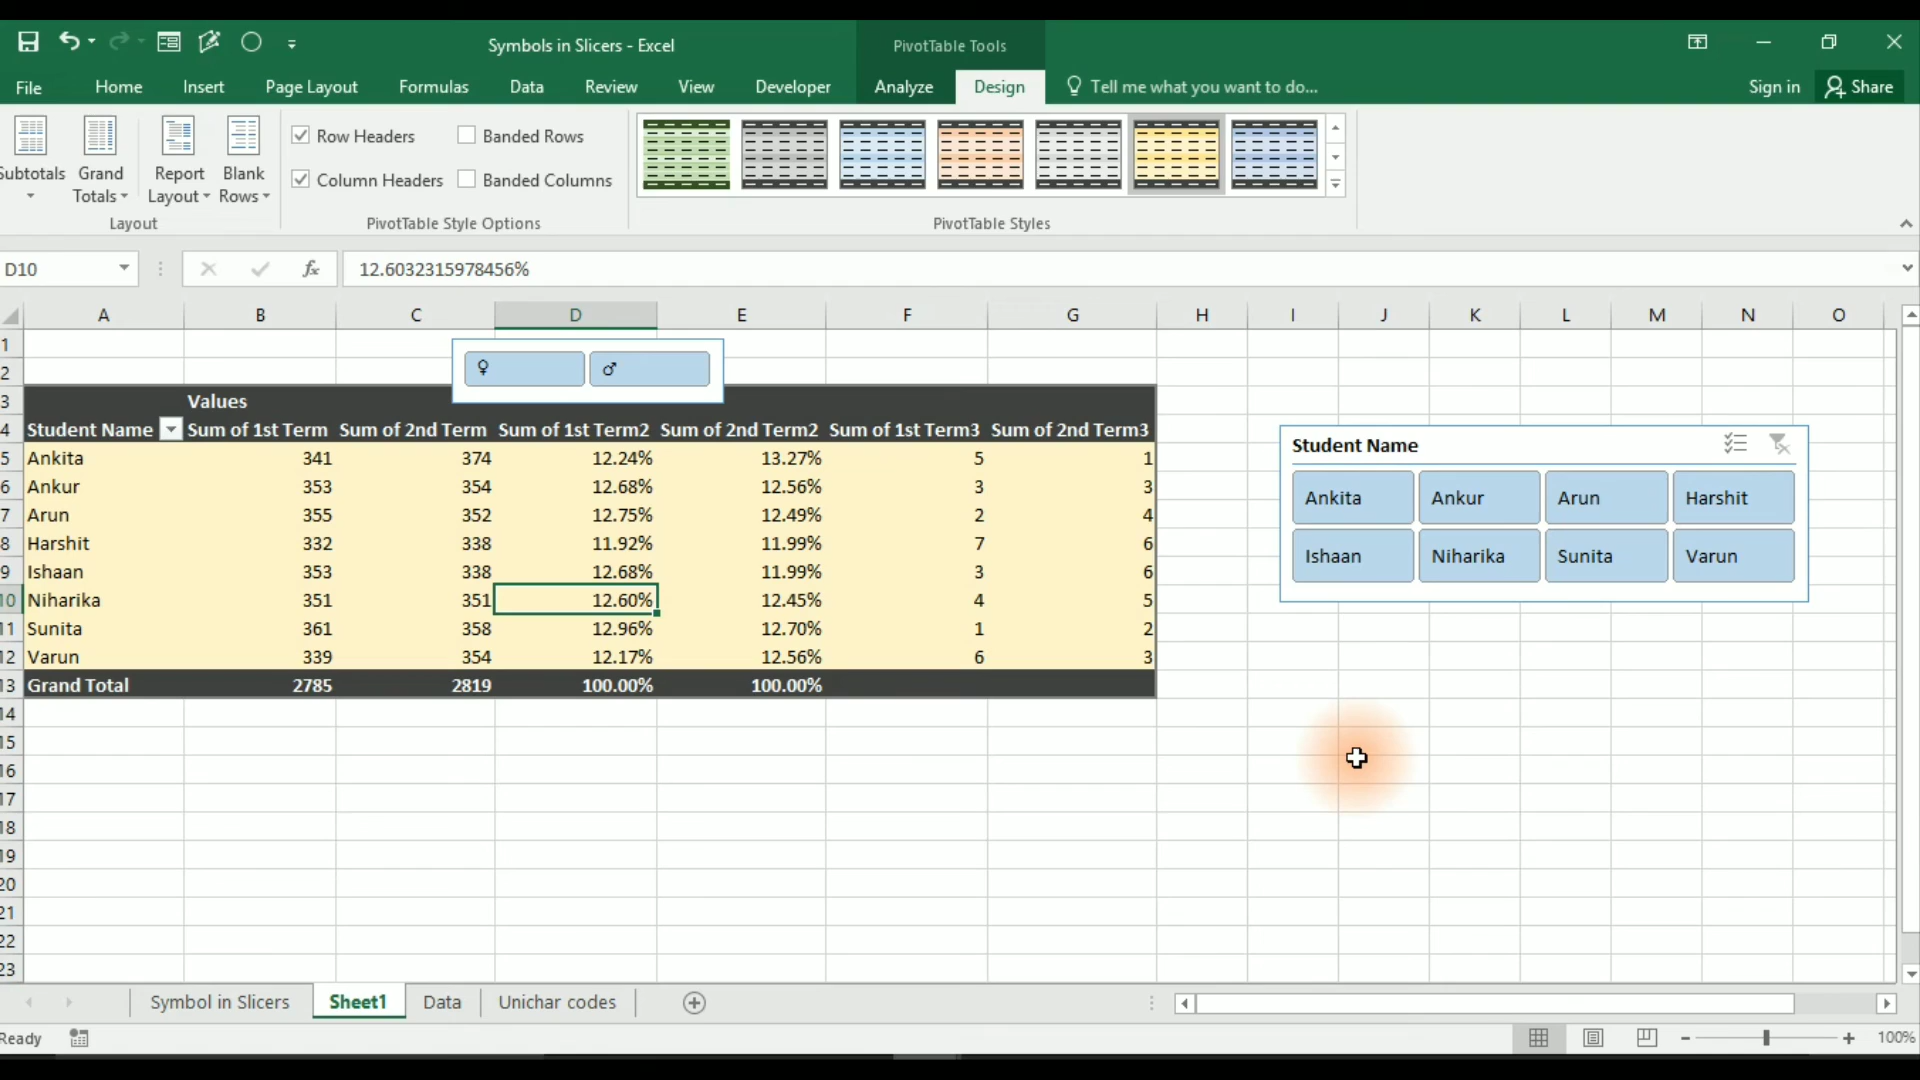 Symbols in Slicers - Excel
PivotTable Tools
File Home Insert Page Layout Formulas Data Review View Developer Analyze Design Tell me what you want to do... Sign in Share
Subtotals
Grand Totals
Report Layout
Blank Rows
Row Headers
Banded Rows
Column Headers
Banded Columns
Layout
PivotTable Style Options
PivotTable Styles
D10 fx 12.6032315978456%
A B C D E F G H I J K L M N O
1
♀ ♂
2
3 Values
4 Student Name Sum of 1st Term Sum of 2nd Term Sum of 1st Term2 Sum of 2nd Term2 Sum of 1st Term3 Sum of 2nd Term3
5 Ankita 341 374 12.24% 13.27% 5 1
6 Ankur 353 354 12.68% 12.56% 3 3
7 Arun 355 352 12.75% 12.49% 2 4
8 Harshit 332 338 11.92% 11.99% 7 6
9 Ishaan 353 338 12.68% 11.99% 3 6
10 Niharika 351 351 12.60% 12.45% 4 5
11 Sunita 361 358 12.96% 12.70% 1 2
12 Varun 339 354 12.17% 12.56% 6 3
13 Grand Total 2785 2819 100.00% 100.00%
14
15
16
17
18
19
20
21
22
23
Student Name
Ankita Ankur Arun Harshit
Ishaan Niharika Sunita Varun
Symbol in Slicers Sheet1 Data Unichar codes
Ready 100%